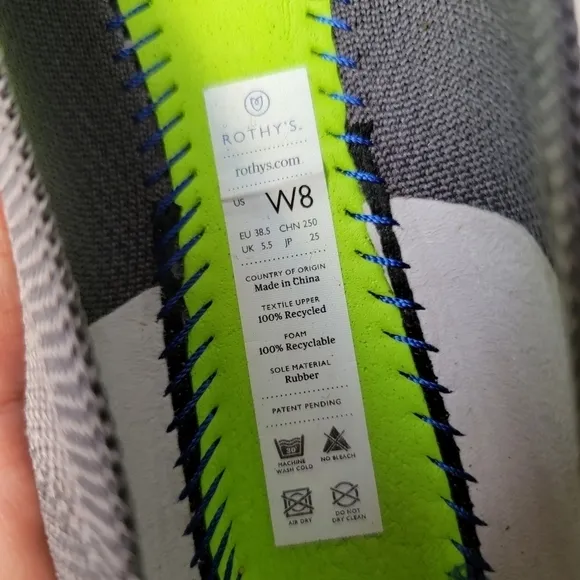 ROTHY'S.
rothys.com
US W8
EU 38.5 CHN 250
UK 5.5 JP 25
COUNTRY OF ORIGIN
Made in China
TEXTILE UPPER
100% Recycled
FOAM
100% Recyclable
SOLE MATERIAL
Rubber
PATENT PENDING
30°
MACHINE WASH COLD
NO BLEACH
AIR DRY
DO NOT DRY CLEAN